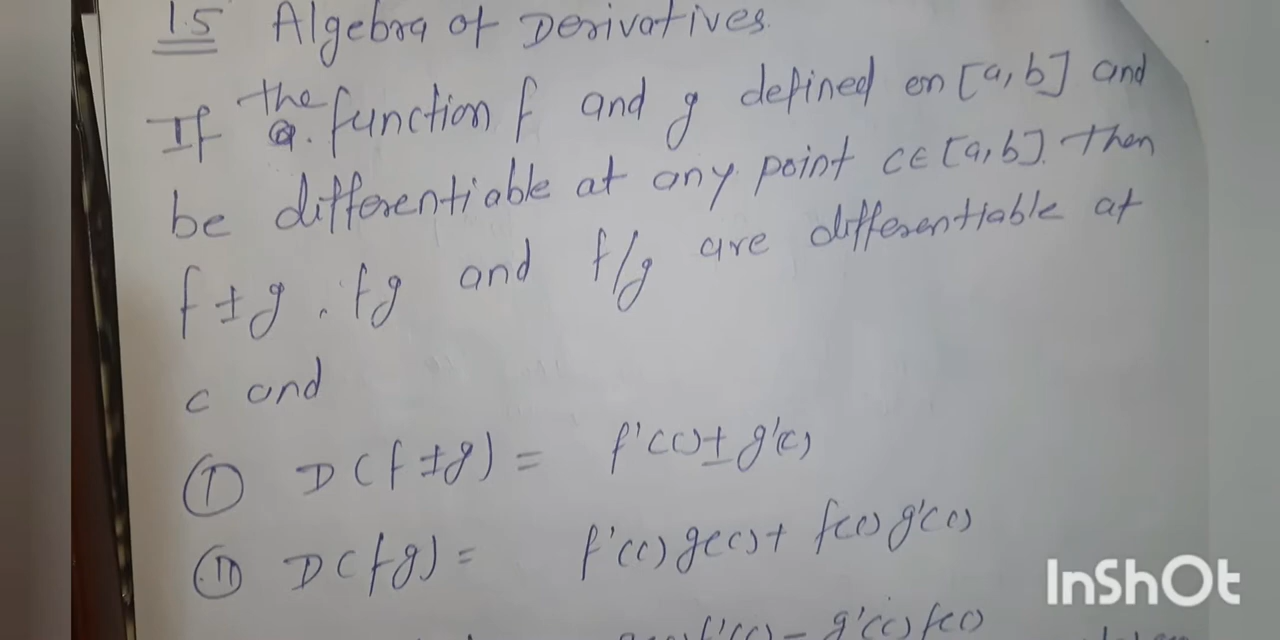 1.5 Algebra of Derivatives.
If the function f and g defined on [a,b] and
be differentiable at any point c∈[a,b]. Then
f±g, fg and f/g are differentiable at
c and
(I) D(f±g) = f'(c)±g'(c)
(II) D(fg) = f'(c)g(c)+ f(c)g'(c)
f'(c) – g'(c) f(c)
InShOt